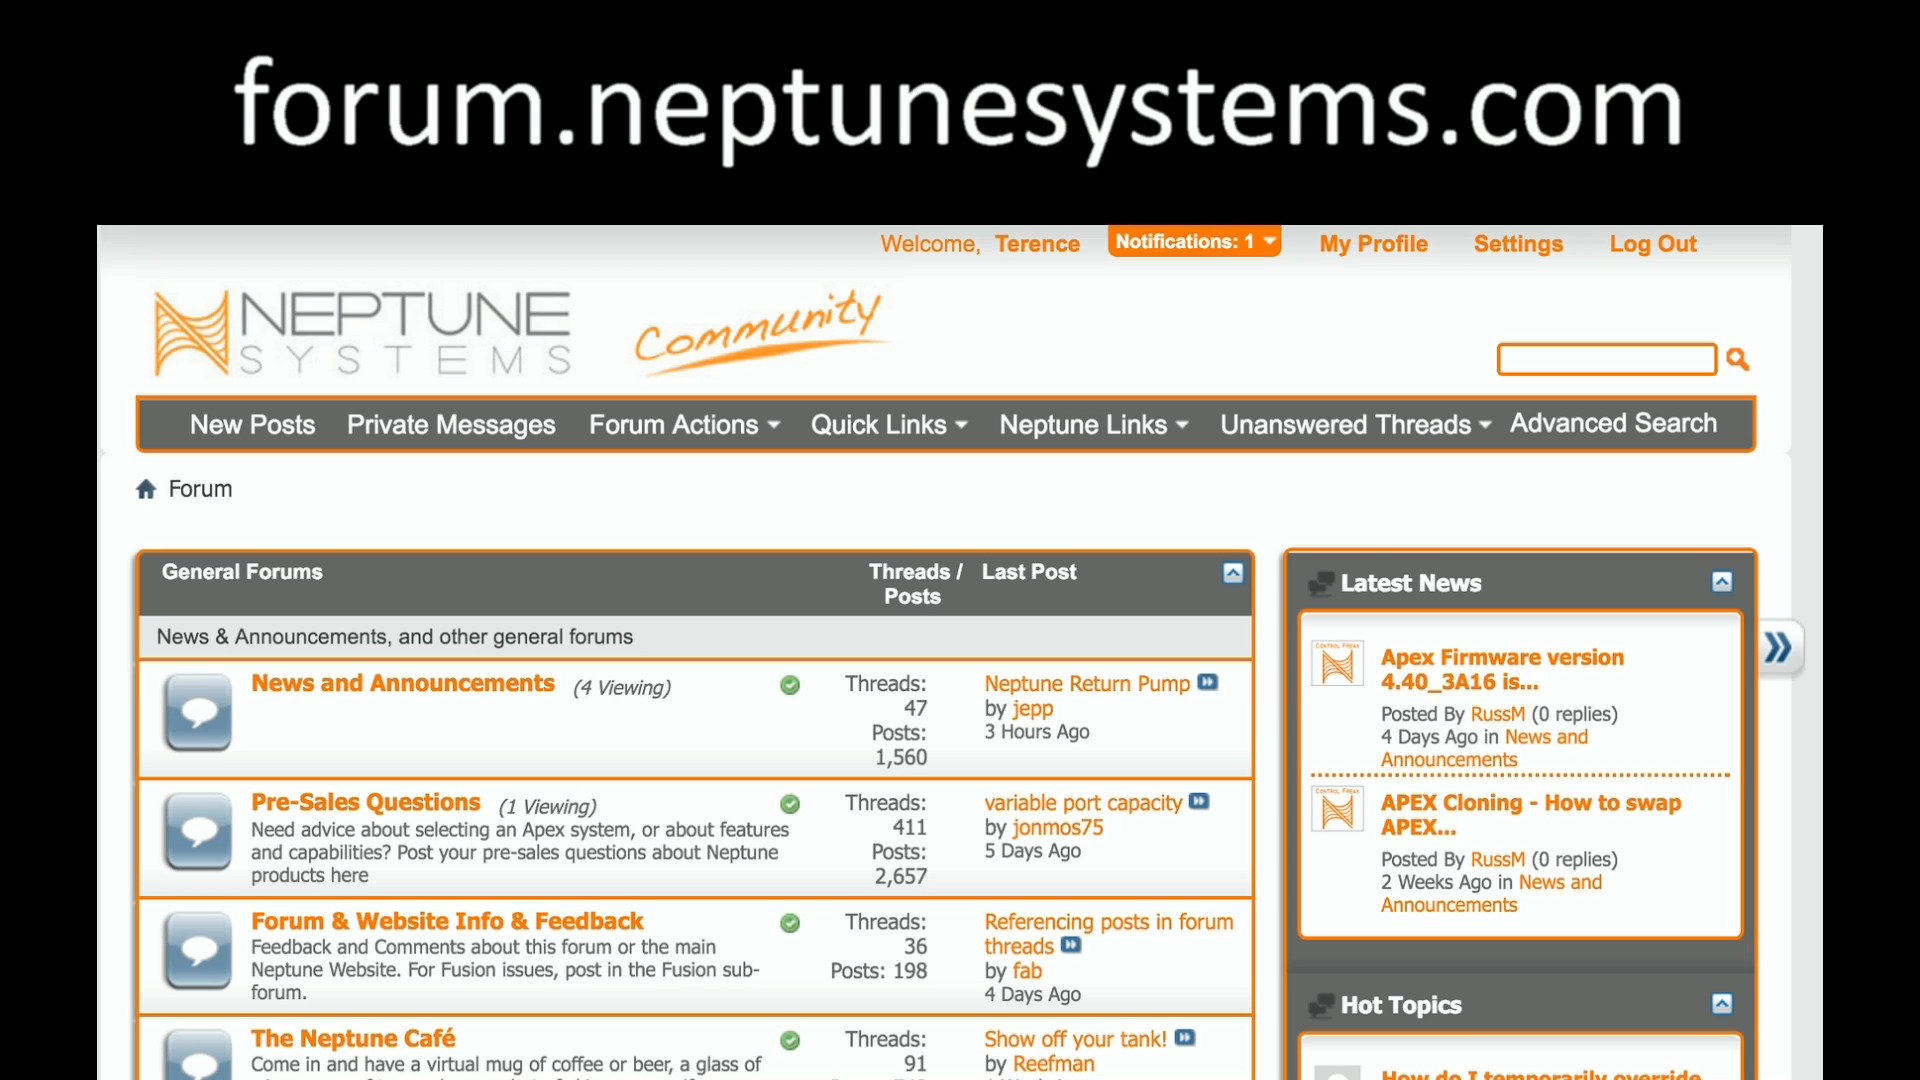 forum.neptunesystems.com
Welcome, Terence Notifications: 1 My Profile Settings Log Out
NEPTUNE
SYSTEMS
Community
New Posts Private Messages Forum Actions Quick Links Neptune Links Unanswered Threads Advanced Search
Forum
General Forums Threads / Posts Last Post
News & Announcements, and other general forums
News and Announcements (4 Viewing)
Threads:
47
Posts:
1,560
Neptune Return Pump
by jepp
3 Hours Ago
Pre-Sales Questions (1 Viewing)
Need advice about selecting an Apex system, or about features
and capabilities? Post your pre-sales questions about Neptune
products here
Threads:
411
Posts:
2,657
variable port capacity
by jonmos75
5 Days Ago
Forum & Website Info & Feedback
Feedback and Comments about this forum or the main
Neptune Website. For Fusion issues, post in the Fusion sub-
forum.
Threads:
36
Posts: 198
Referencing posts in forum
threads
by fab
4 Days Ago
The Neptune Café
Come in and have a virtual mug of coffee or beer, a glass of
Threads:
91
Show off your tank!
by Reefman
Latest News
CONTROL FREAK
Apex Firmware version
4.40_3A16 is...
Posted By RussM (0 replies)
4 Days Ago in News and
Announcements
CONTROL FREAK
APEX Cloning - How to swap
APEX...
Posted By RussM (0 replies)
2 Weeks Ago in News and
Announcements
Hot Topics
How do I temporarily override